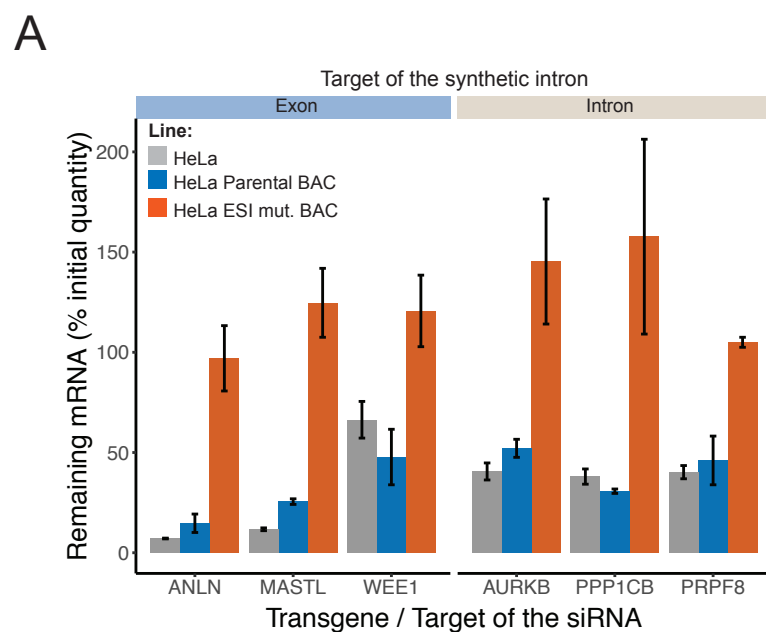 A
Target of the synthetic intron
Exon
Intron
Line:
HeLa
HeLa Parental BAC
HeLa ESI mut. BAC
Remaining mRNA (% initial quantity)
200
150
100
50
0
ANLN MASTL WEE1 AURKB PPP1CB PRPF8
Transgene / Target of the siRNA